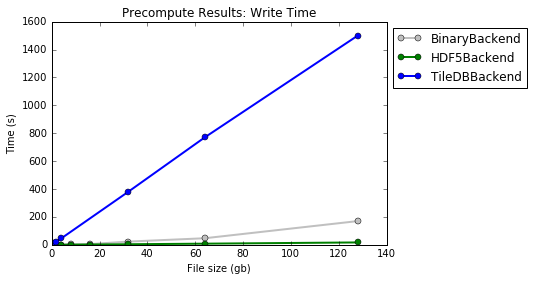 Precompute Results: Write Time
1600
1400
1200
1000
800
600
400
200
0
Time (s)
0 20 40 60 80 100 120 140
File size (gb)
BinaryBackend
HDF5Backend
TileDBBackend